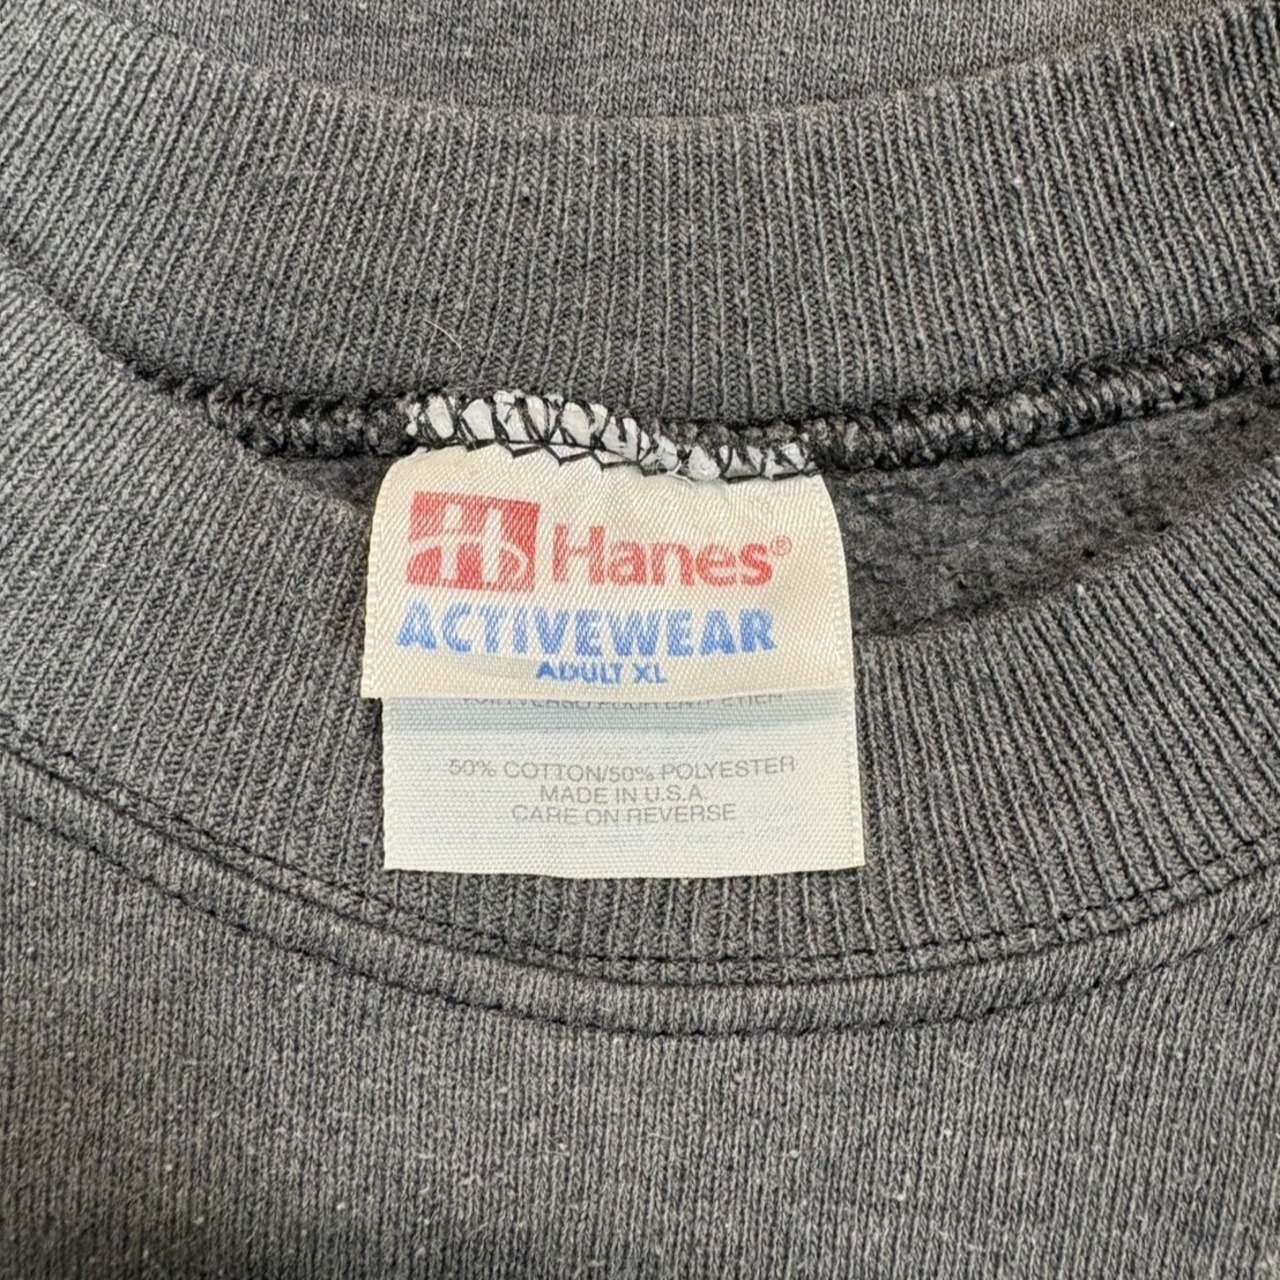 Hanes®
ACTIVEWEAR
ADULT XL
50% COTTON/50% POLYESTER
MADE IN U.S.A.
CARE ON REVERSE